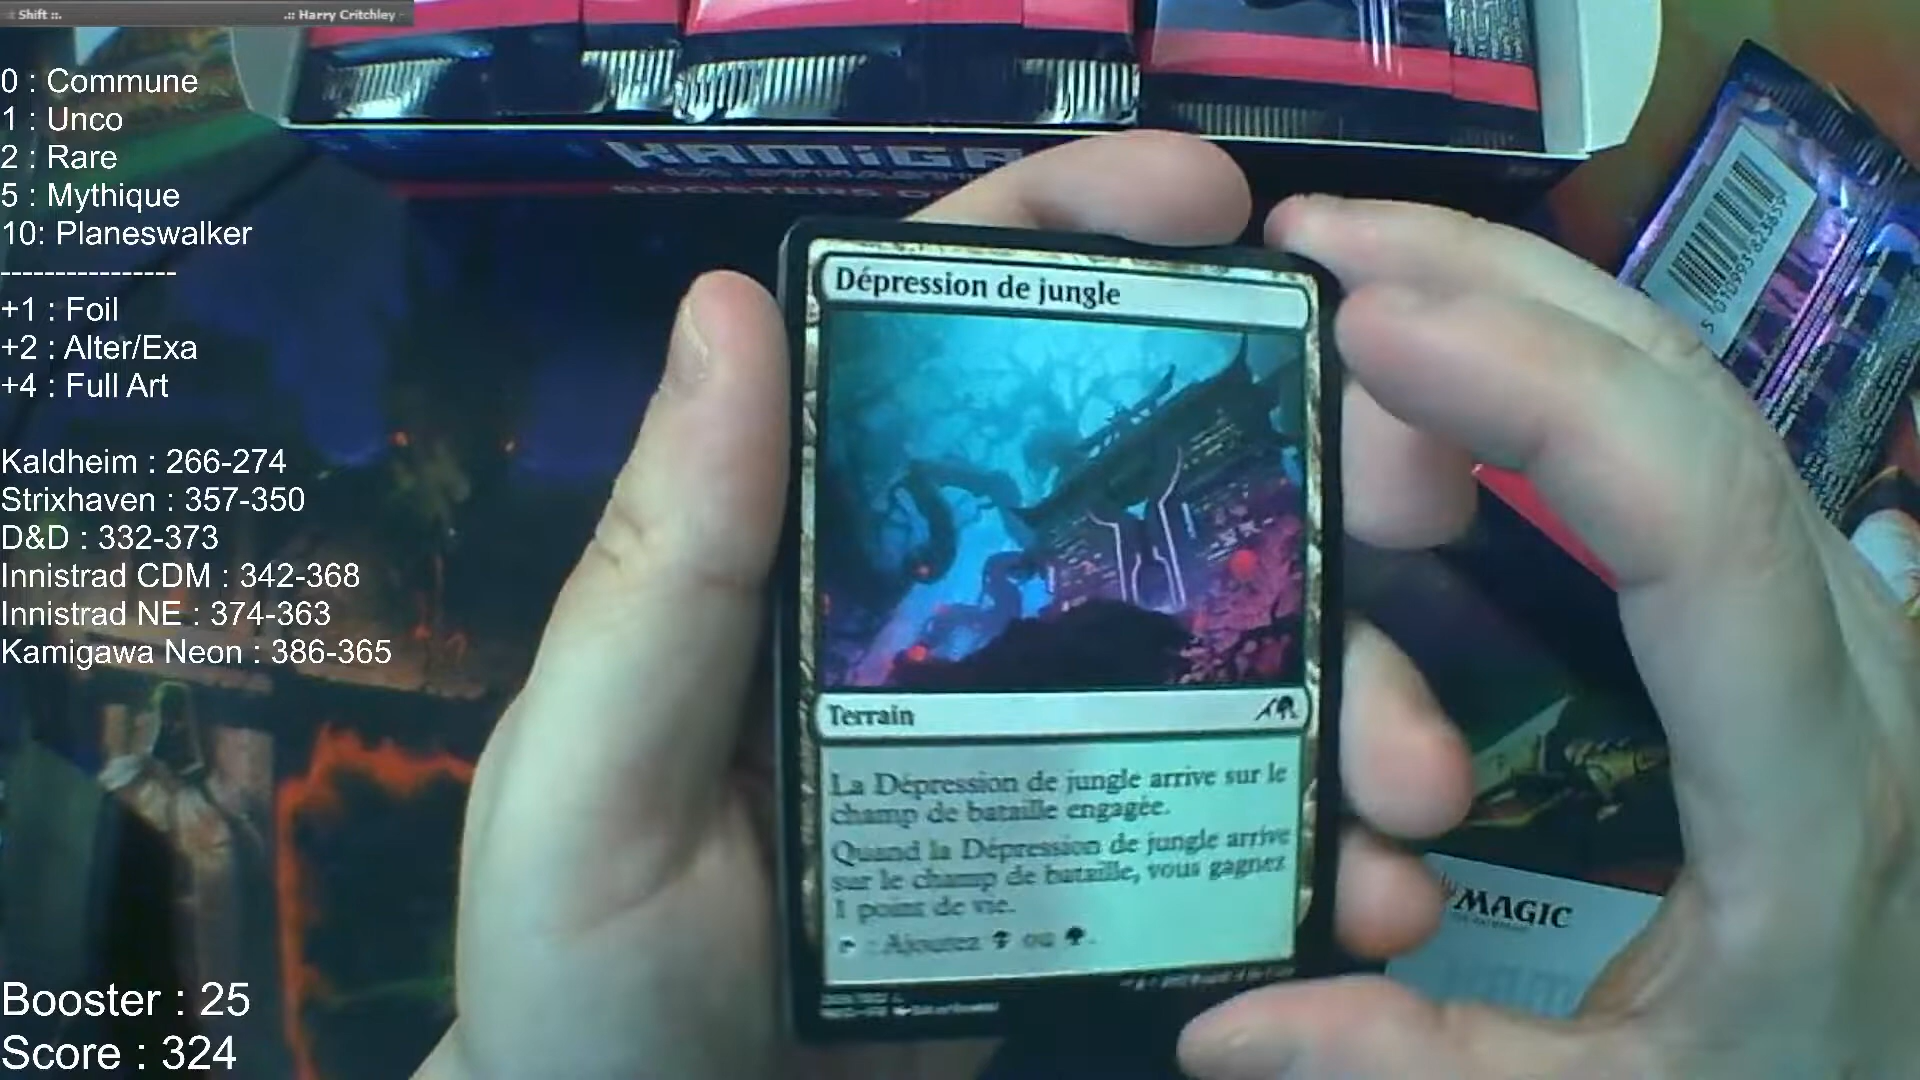 Shift ::.
.:: Harry Critchley
0 : Commune
1 : Unco
2 : Rare
5 : Mythique
10: Planeswalker
----------------
+1 : Foil
+2 : Alter/Exa
+4 : Full Art
Kaldheim : 266-274
Strixhaven : 357-350
D&D : 332-373
Innistrad CDM : 342-368
Innistrad NE : 374-363
Kamigawa Neon : 386-365
Booster : 25
Score : 324
KAMIGA
BOOSTERS D
Dépression de jungle
Terrain
La Dépression de jungle arrive sur le
champ de bataille engagée.
Quand la Dépression de jungle arrive
sur le champ de bataille, vous gagnez
1 point de vie.
: Ajoutez ou .
MAGIC